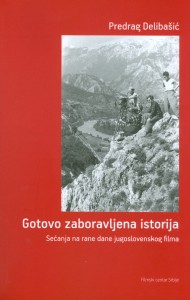 Predrag Delibašić
Gotovo zaboravljena istorija
Sećanja na rane dane jugoslovenskog filma
Filmski centar Srbije